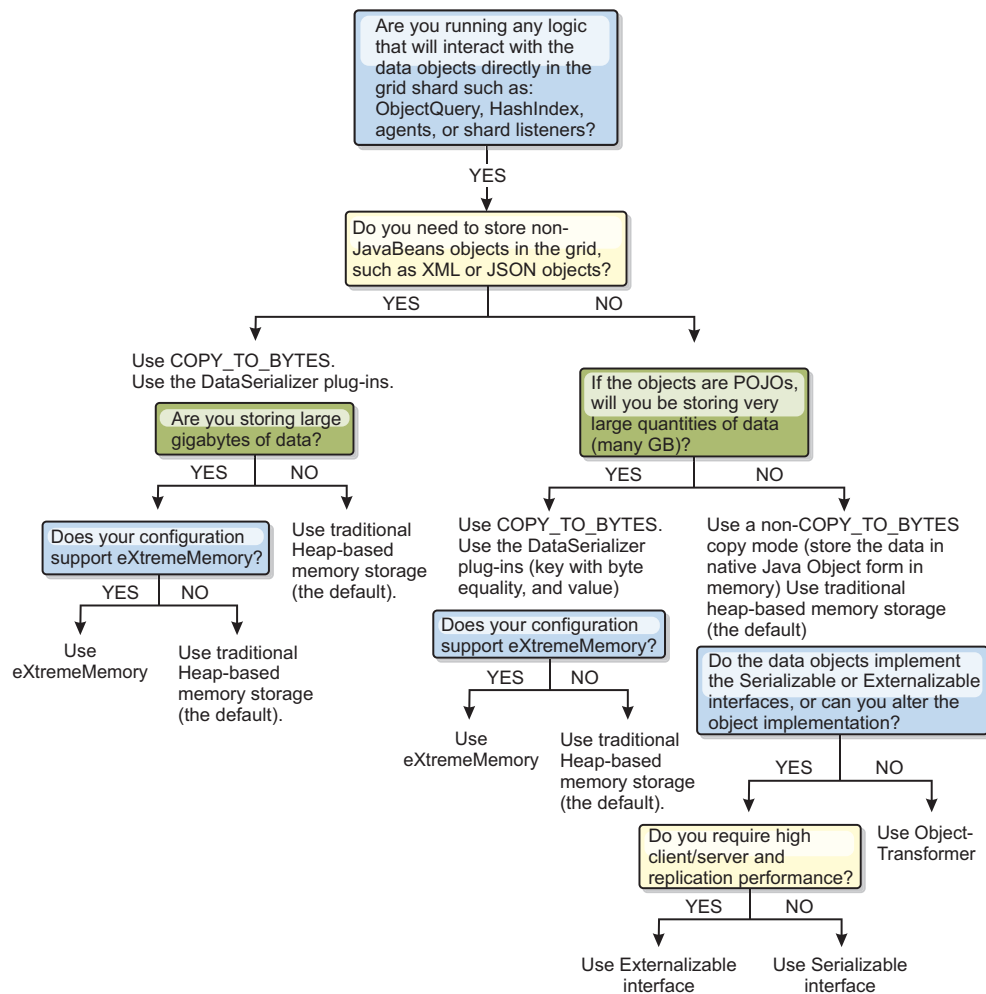 Are you running any logic
that will interact with the
data objects directly in the
grid shard such as:
ObjectQuery, HashIndex,
agents, or shard listeners?
YES
Do you need to store non-
JavaBeans objects in the grid,
such as XML or JSON objects?
YES
NO
Use COPY_TO_BYTES.
Use the DataSerializer plug-ins.
Are you storing large
gigabytes of data?
YES
NO
Does your configuration
support eXtremeMemory?
Use traditional
Heap-based
memory storage
(the default).
YES
NO
Use
eXtremeMemory
Use traditional
Heap-based
memory storage
(the default).
If the objects are POJOs,
will you be storing very
large quantities of data
(many GB)?
YES
NO
Use COPY_TO_BYTES.
Use the DataSerializer
plug-ins (key with byte
equality, and value)
Does your configuration
support eXtremeMemory?
YES
NO
Use
eXtremeMemory
Use traditional
Heap-based
memory storage
(the default).
Use a non-COPY_TO_BYTES
copy mode (store the data in
native Java Object form in
memory) Use traditional
heap-based memory storage
(the default)
Do the data objects implement
the Serializable or Externalizable
interfaces, or can you alter the
object implementation?
YES
NO
Do you require high
client/server and
replication performance?
Use Object-
Transformer
YES
NO
Use Externalizable
interface
Use Serializable
interface